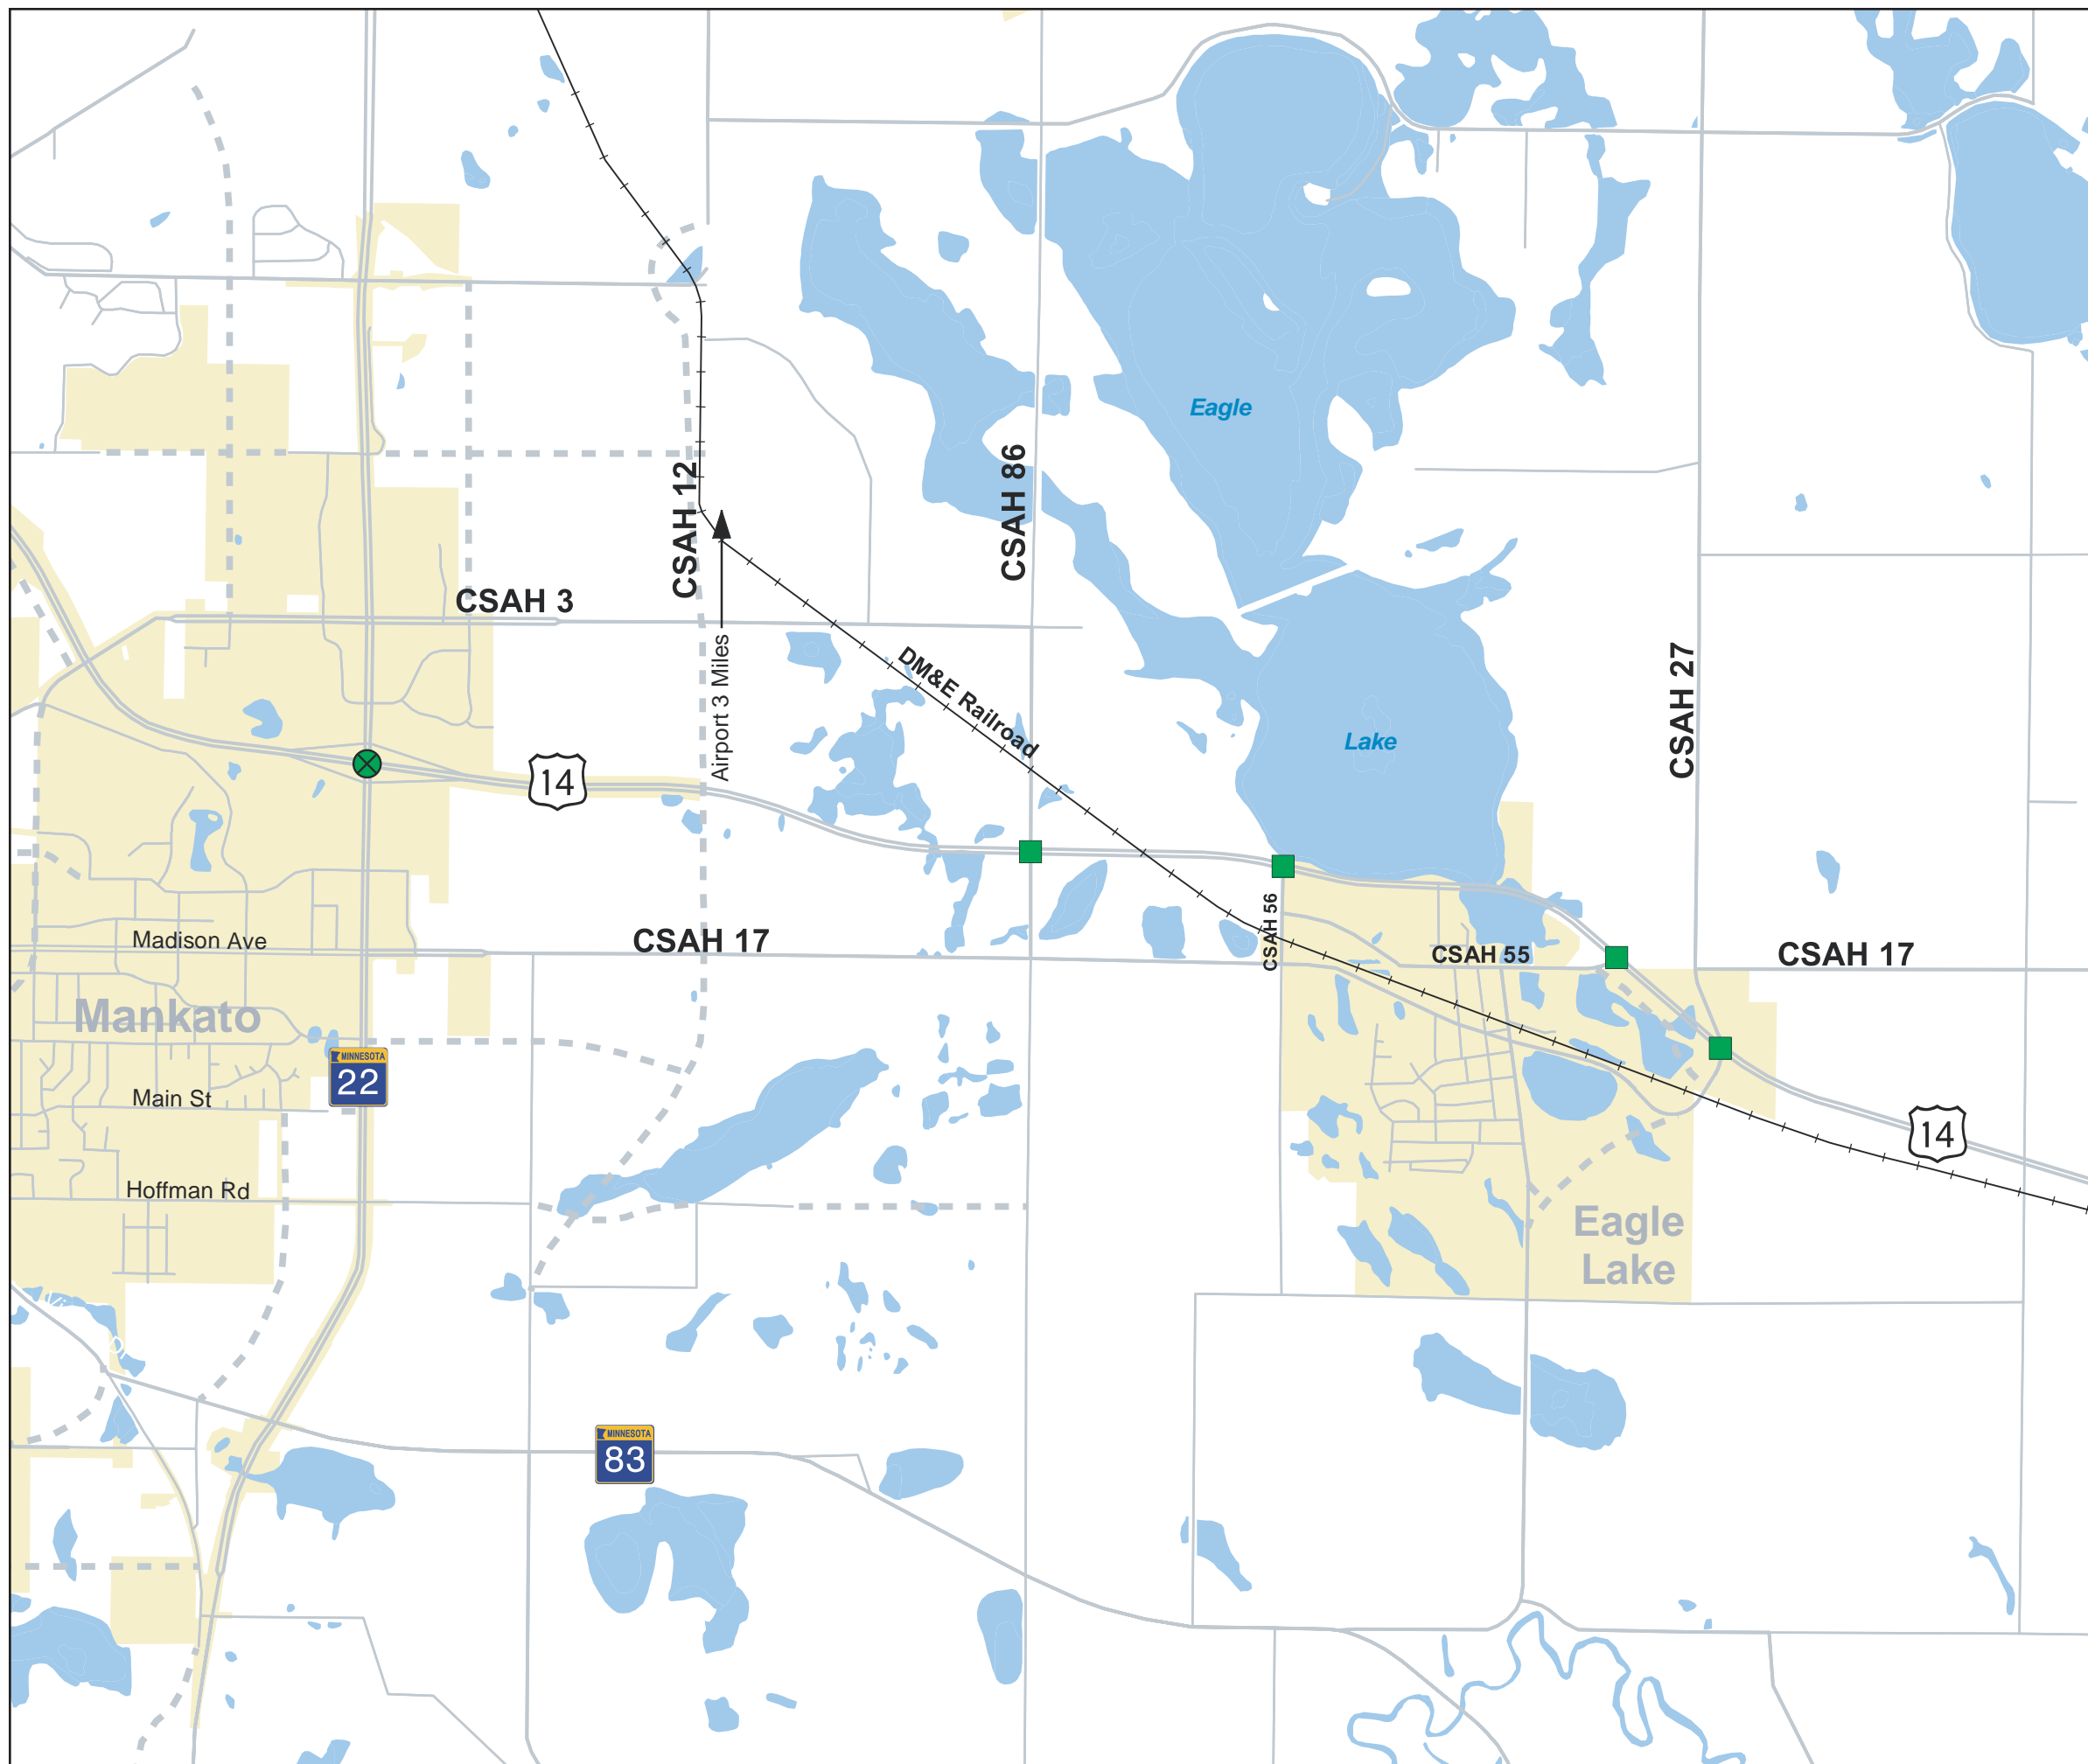 Eagle
CSAH 86
CSAH 12
CSAH 3
CSAH 27
Airport 3 Miles
DM&E Railroad
Lake
14
CSAH 56
Madison Ave
CSAH 17
CSAH 55
CSAH 17
Mankato
MINNESOTA
22
Main St
14
Hoffman Rd
Eagle
Lake
MINNESOTA
83